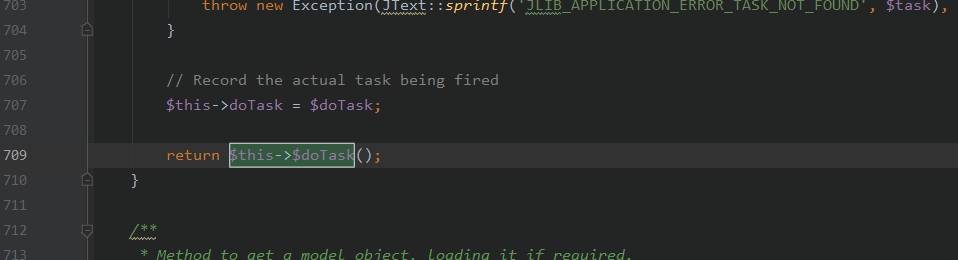 703 throw new Exception(JText::sprintf('JLIB_APPLICATION_ERROR_TASK_NOT_FOUND', $task),
704 }
705
706 // Record the actual task being fired
707 $this->doTask = $doTask;
708
709 return $this->$doTask();
710 }
711
712 /**
713 * Method to get a model object, loading it if required.